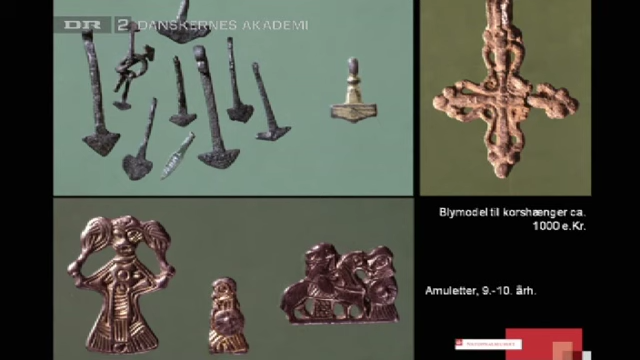 DR 2 DANSKERNES AKADEMI
Blymodel til korshænger ca.
1000 e.Kr.
Amuletter, 9.-10. årh.